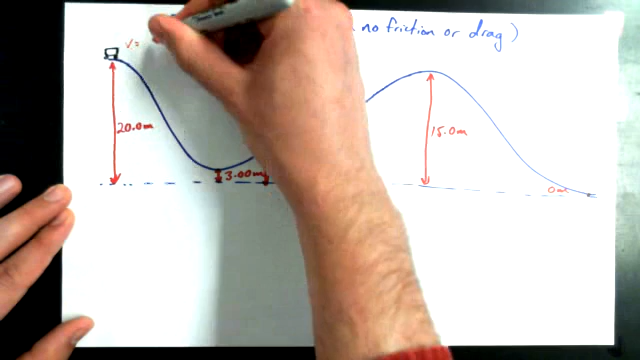 no friction or drag)
V=
20.0m
15.0m
3.00m
0m